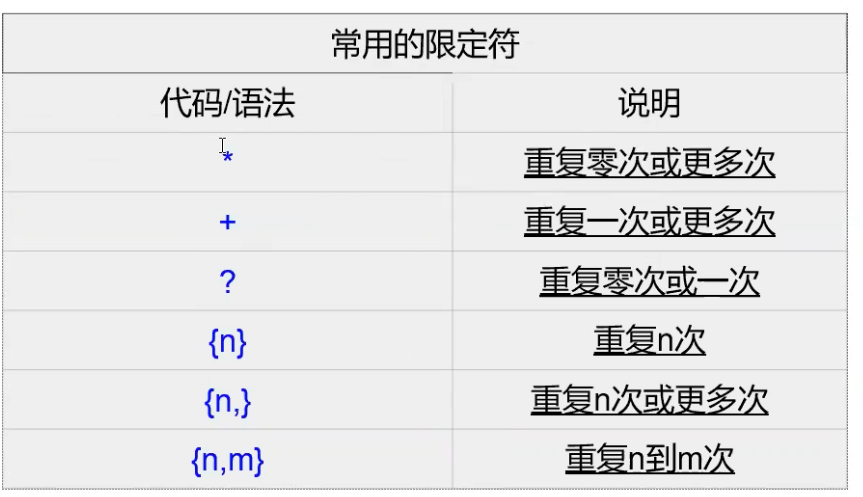 常用的限定符
代码/语法 说明
* 重复零次或更多次
+ 重复一次或更多次
? 重复零次或一次
{n} 重复n次
{n,} 重复n次或更多次
{n,m} 重复n到m次